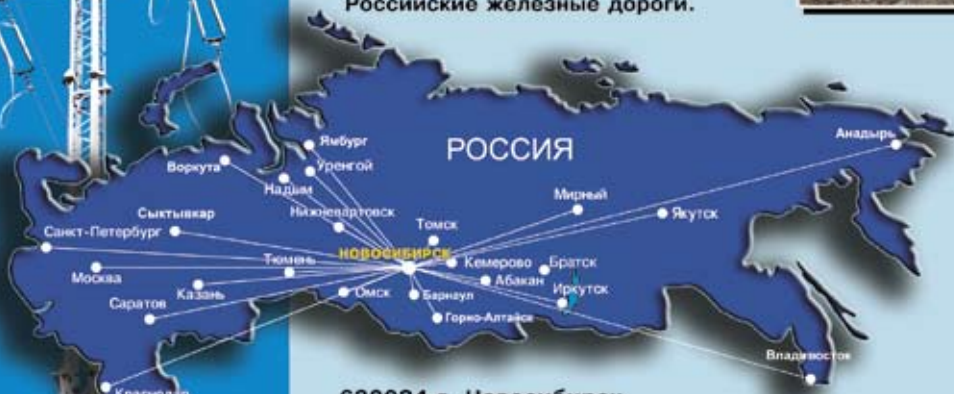 Российские железные дороги.
РОССИЯ
Анадырь
Ямбург
Воркута
Уренгой
Надым
Мирный
Нижневартовск
Якутск
Сыктывкар
Томск
Санкт-Петербург
НОВОСИБИРСК
Тюмень
Кемерово
Братск
Москва
Абакан
Казань
Омск
Барнаул
Иркутск
Саратов
Горно-Алтайск
Владивосток
Краснодар